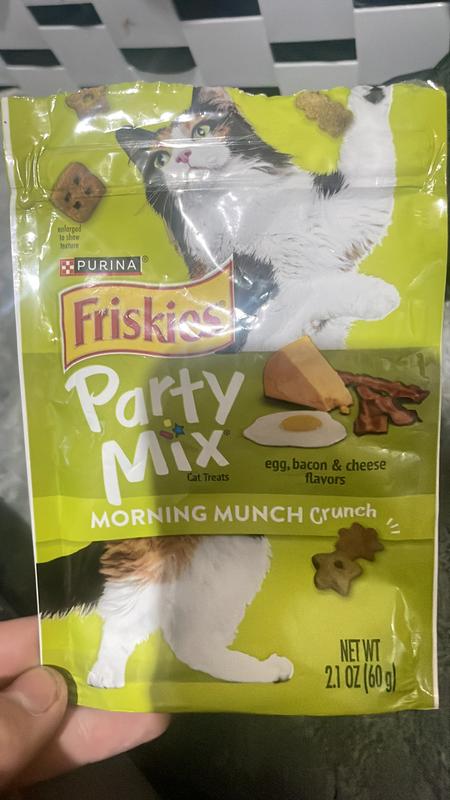 enlarged
to show
texture
PURINA®
Friskies®
Party
Mix®
Cat Treats
egg, bacon & cheese
flavors
MORNING MUNCH Crunch
NET WT
2.1 OZ (60 g)